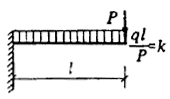 P
ql/P = k
l